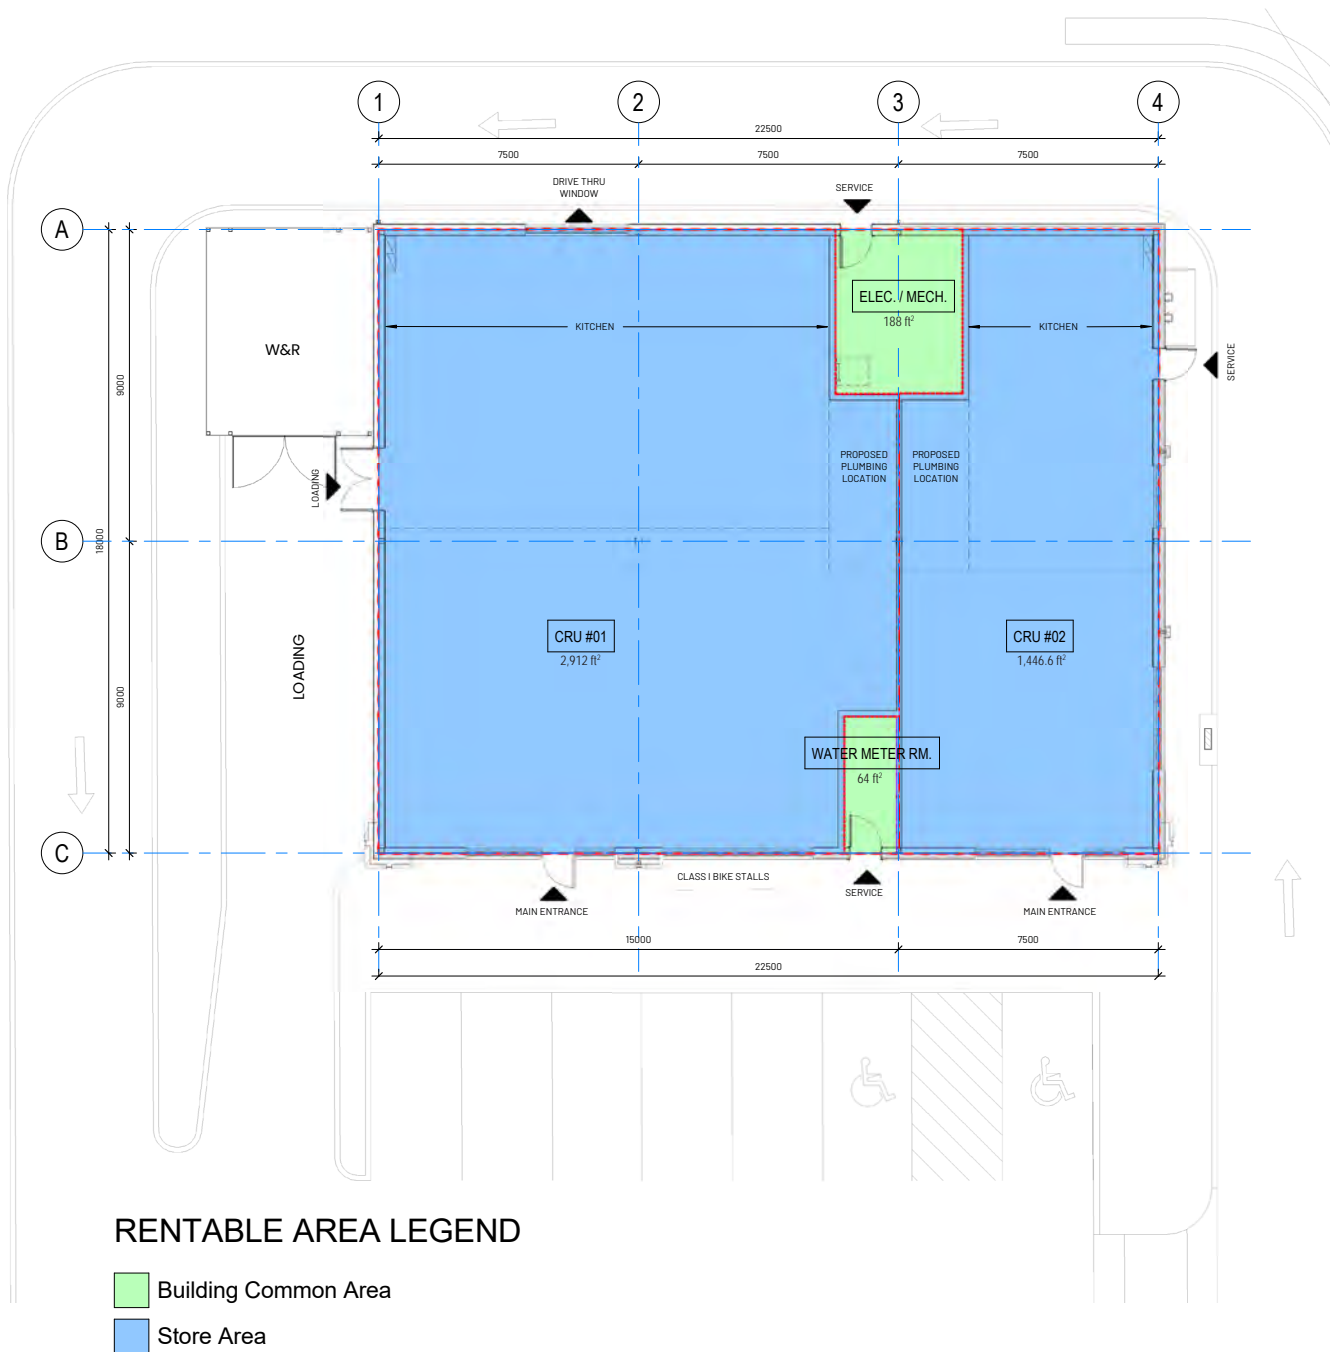 1
2
3
4
22500
7500
7500
7500
DRIVE THRU
WINDOW
SERVICE
A
ELEC. / MECH.
188 ft²
KITCHEN
KITCHEN
W&R
SERVICE
9000
PROPOSED
PLUMBING
LOCATION
PROPOSED
PLUMBING
LOCATION
LOADING
B
18000
CRU #01
2,912 ft²
CRU #02
1,446.6 ft²
LOADING
9000
WATER METER RM.
64 ft²
C
CLASS I BIKE STALLS
SERVICE
MAIN ENTRANCE
MAIN ENTRANCE
15000
7500
22500
RENTABLE AREA LEGEND
Building Common Area
Store Area